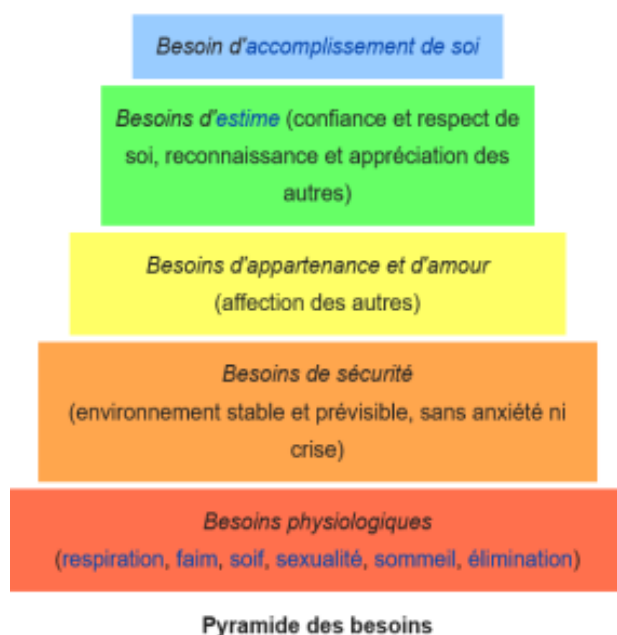 Besoin d'accomplissement de soi
Besoins d'estime (confiance et respect de
soi, reconnaissance et appréciation des
autres)
Besoins d'appartenance et d'amour
(affection des autres)
Besoins de sécurité
(environnement stable et prévisible, sans anxiété ni
crise)
Besoins physiologiques
(respiration, faim, soif, sexualité, sommeil, élimination)
Pyramide des besoins